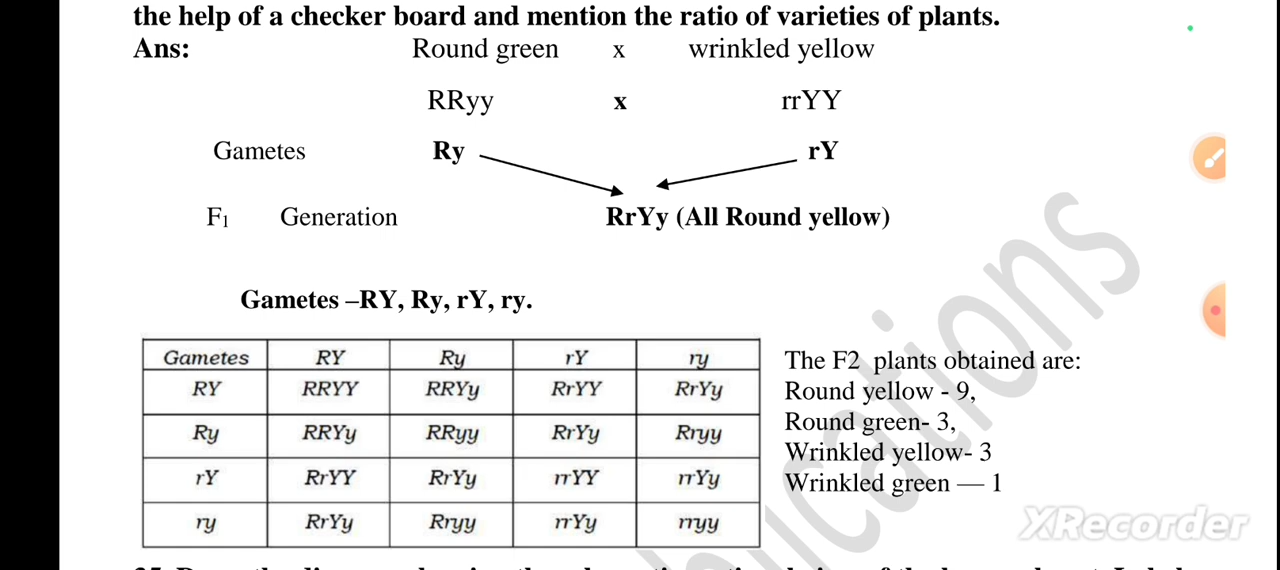 the help of a checker board and mention the ratio of varieties of plants.
Ans: Round green x wrinkled yellow
RRyy x rrYY
Gametes Ry rY
F1 Generation RrYy (All Round yellow)
Gametes –RY, Ry, rY, ry.
Gametes RY Ry rY ry
RY RRYY RRYy RrYY RrYy
Ry RRYy RRyy RrYy Rryy
rY RrYY RrYy rrYY rrYy
ry RrYy Rryy rrYy rryy
The F2 plants obtained are:
Round yellow - 9,
Round green- 3,
Wrinkled yellow- 3
Wrinkled green — 1
XRecorder